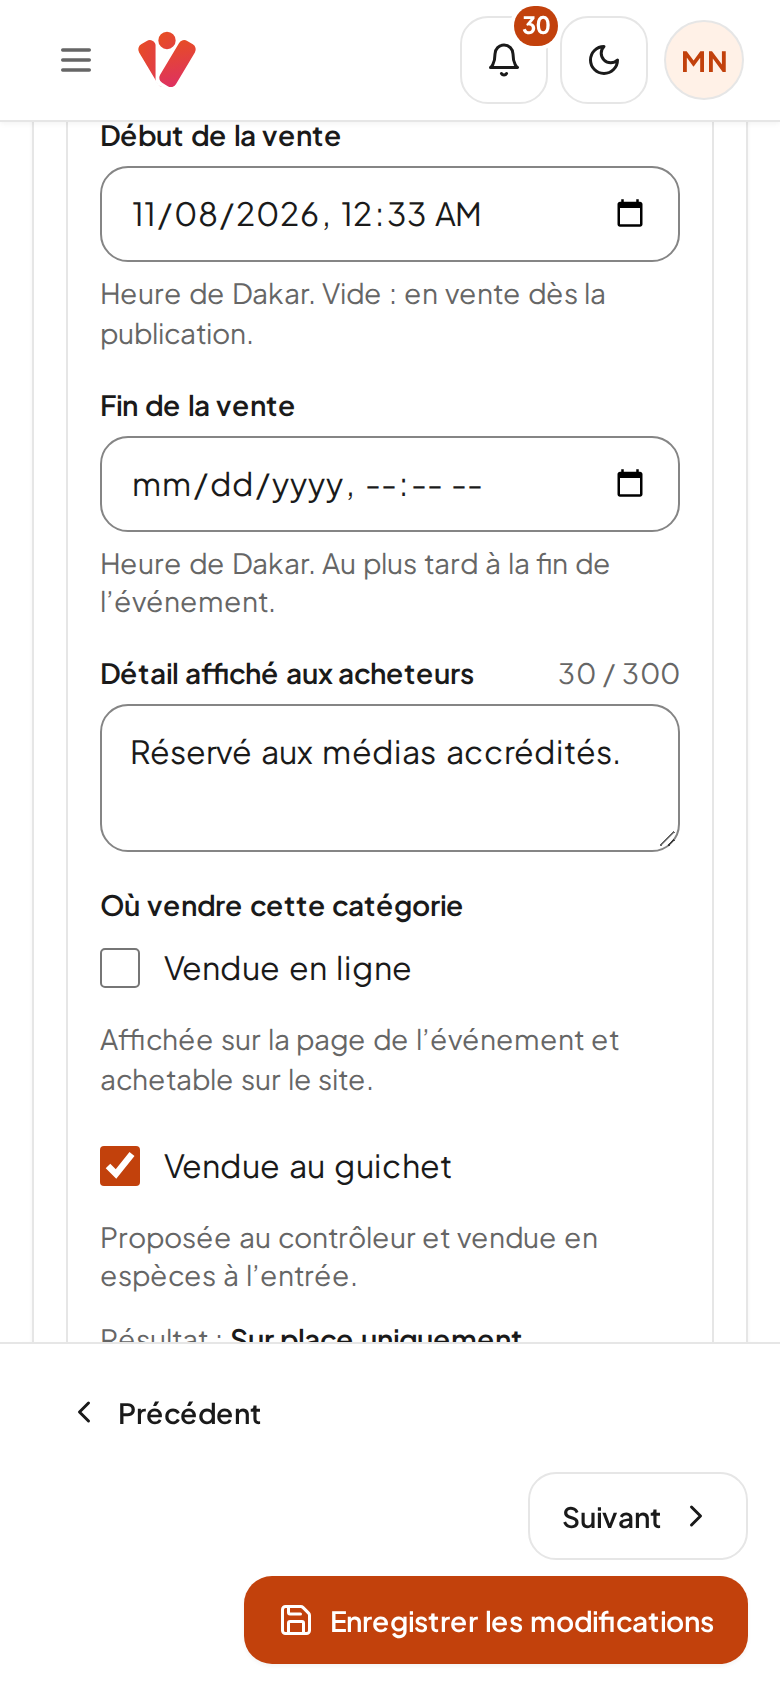 30
MN
Début de la vente
11/08/2026, 12:33 AM
Heure de Dakar. Vide : en vente dès la
publication.
Fin de la vente
mm/dd/yyyy, --:-- --
Heure de Dakar. Au plus tard à la fin de
l’événement.
Détail affiché aux acheteurs 30 / 300
Réservé aux médias accrédités.
Où vendre cette catégorie
Vendue en ligne
Affichée sur la page de l’événement et
achetable sur le site.
Vendue au guichet
Proposée au contrôleur et vendue en
espèces à l’entrée.
Résultat : Sur place uniquement
Précédent
Suivant
Enregistrer les modifications